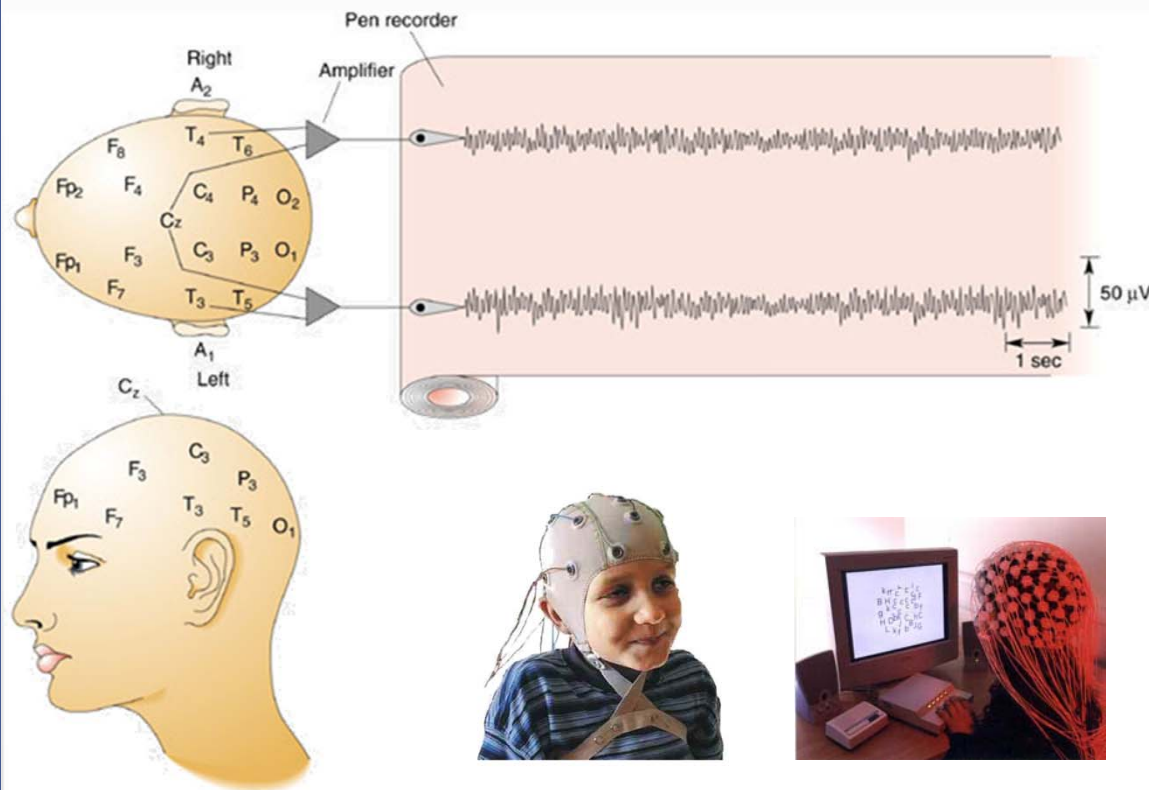 Pen recorder
Amplifier
Right
A₂
T₄
T₆
F₈
Fp₂
F₄
C₄
P₄
O₂
Cz
Fp₁
F₃
C₃
P₃
O₁
F₇
T₃
T₅
A₁
Left
50 μV
1 sec
Cz
C₃
F₃
P₃
Fp₁
F₇
T₃
T₅
O₁